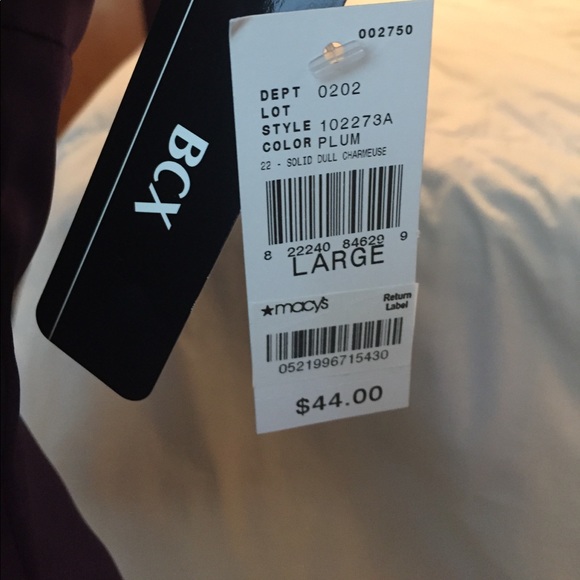 BCX
002750
DEPT 0202
LOT
STYLE 102273A
COLOR PLUM
22 - SOLID DULL CHARMEUSE
8 22240 84629 9
LARGE
★macy's
Return
Label
0521996715430
$44.00